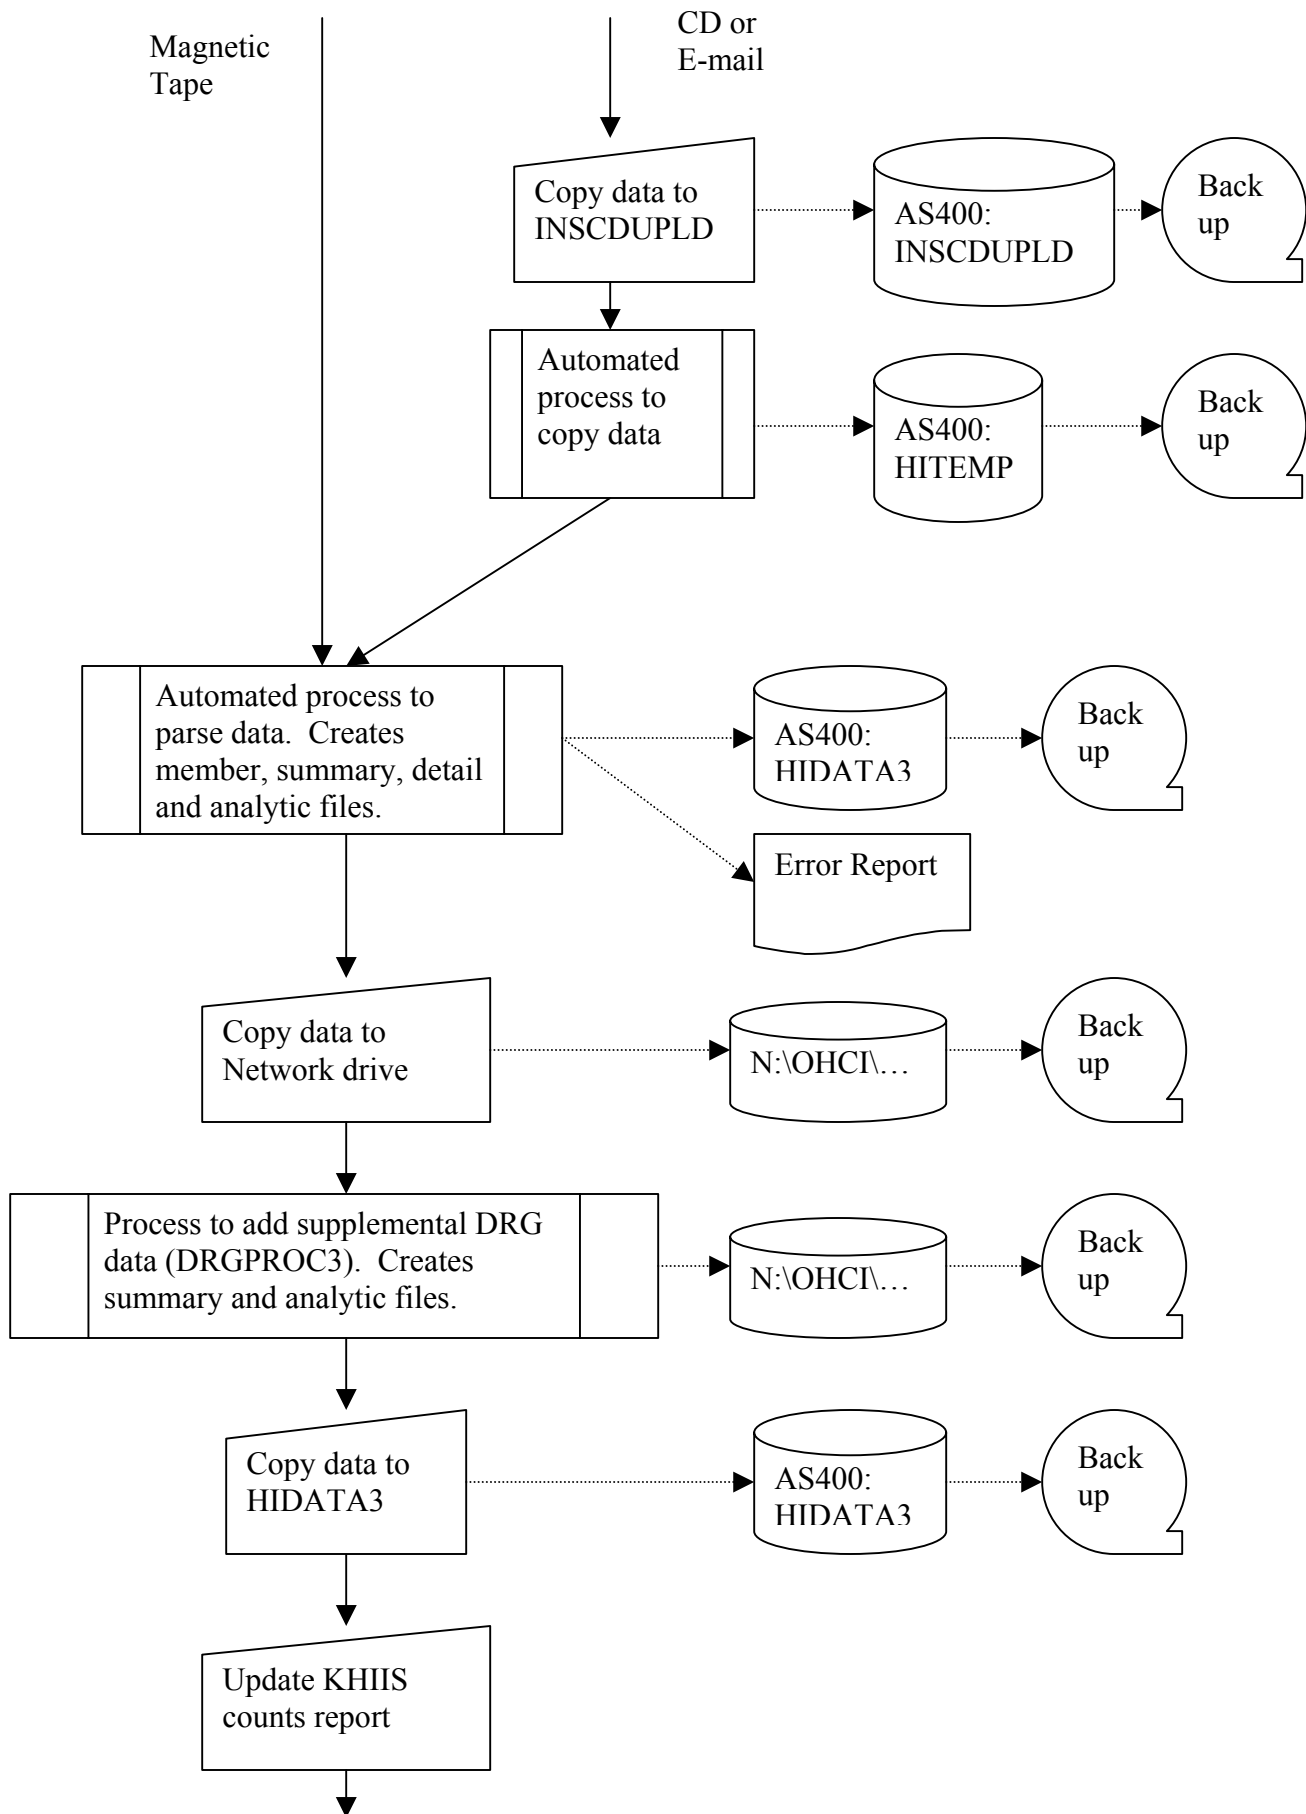 Magnetic
Tape
CD or
E-mail
Copy data to
INSCDUPLD
AS400:
INSCDUPLD
Back
up
Automated
process to
copy data
AS400:
HITEMP
Back
up
Automated process to
parse data.  Creates
member, summary, detail
and analytic files.
AS400:
HIDATA3
Back
up
Error Report
Copy data to
Network drive
N:\OHCI\…
Back
up
Process to add supplemental DRG
data (DRGPROC3).  Creates
summary and analytic files.
N:\OHCI\…
Back
up
Copy data to
HIDATA3
AS400:
HIDATA3
Back
up
Update KHIIS
counts report